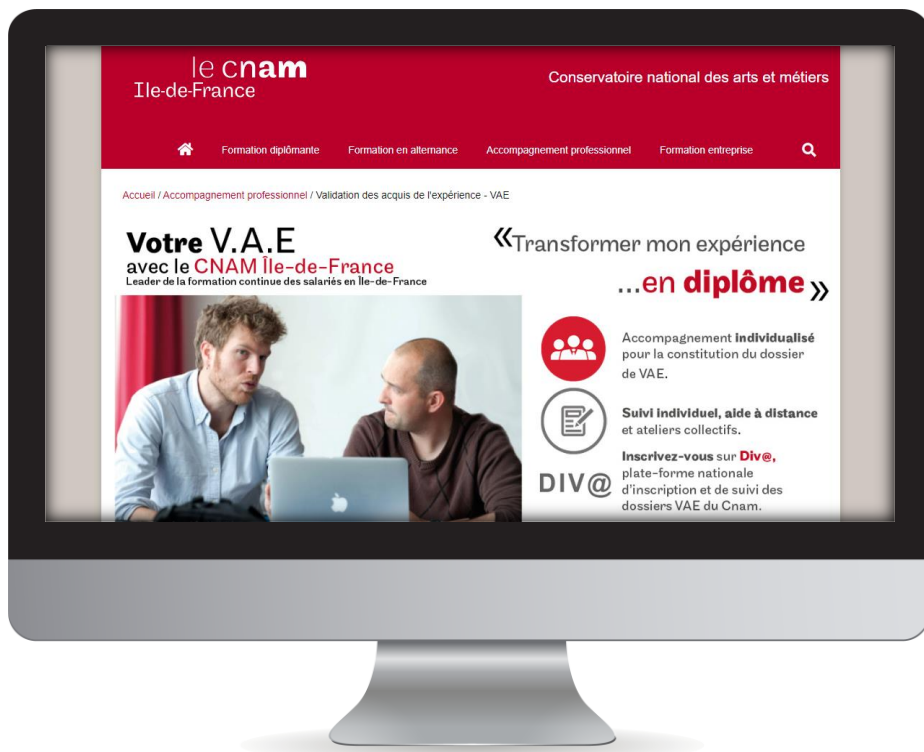 le cnam
Ile-de-France
Conservatoire national des arts et métiers
Formation diplômante
Formation en alternance
Accompagnement professionnel
Formation entreprise
Accueil / Accompagnement professionnel / Validation des acquis de l'expérience - VAE
Votre V.A.E
avec le CNAM Île-de-France
Leader de la formation continue des salariés en Île-de-France
«Transformer mon expérience
...en diplôme»
Accompagnement individualisé
pour la constitution du dossier
de VAE.
Suivi individuel, aide à distance
et ateliers collectifs.
DIV@
Inscrivez-vous sur Div@,
plate-forme nationale
d'inscription et de suivi des
dossiers VAE du Cnam.